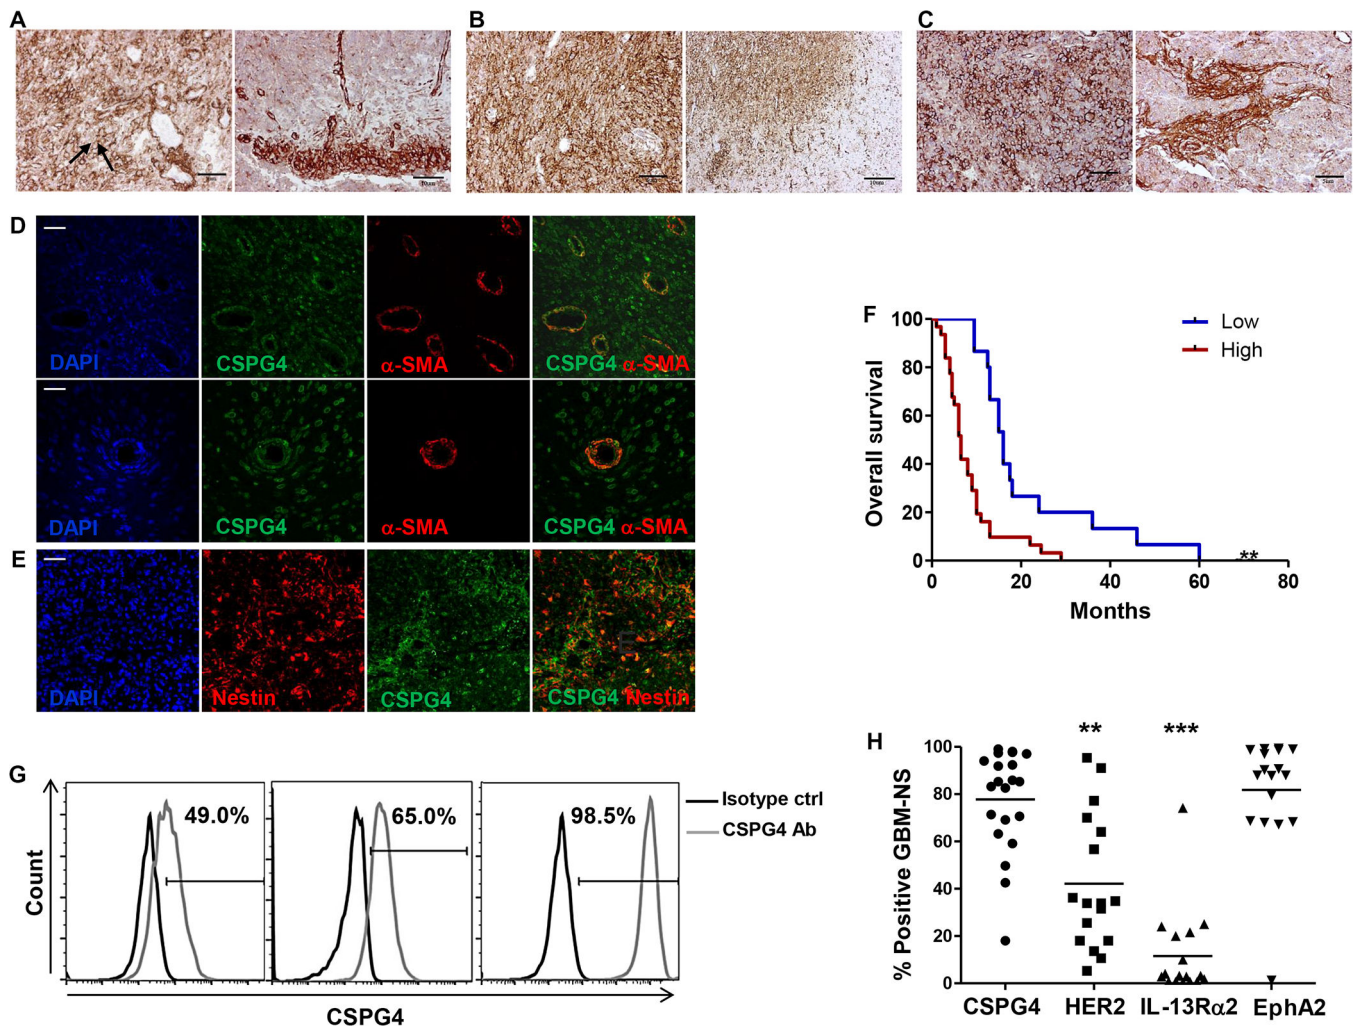 A
B
C
10um
10um
5um
D
DAPI
CSPG4
α-SMA
CSPG4 α-SMA
DAPI
CSPG4
α-SMA
CSPG4 α-SMA
E
DAPI
Nestin
CSPG4
CSPG4 Nestin
E
F
Low
High
Overall survival
100
80
60
40
20
0
**
0 20 40 60 80
Months
G
49.0%
65.0%
98.5%
Isotype ctrl
CSPG4 Ab
Count
CSPG4
H
** ***
% Positive GBM-NS
100
80
60
40
20
0
CSPG4 HER2 IL-13Rα2 EphA2